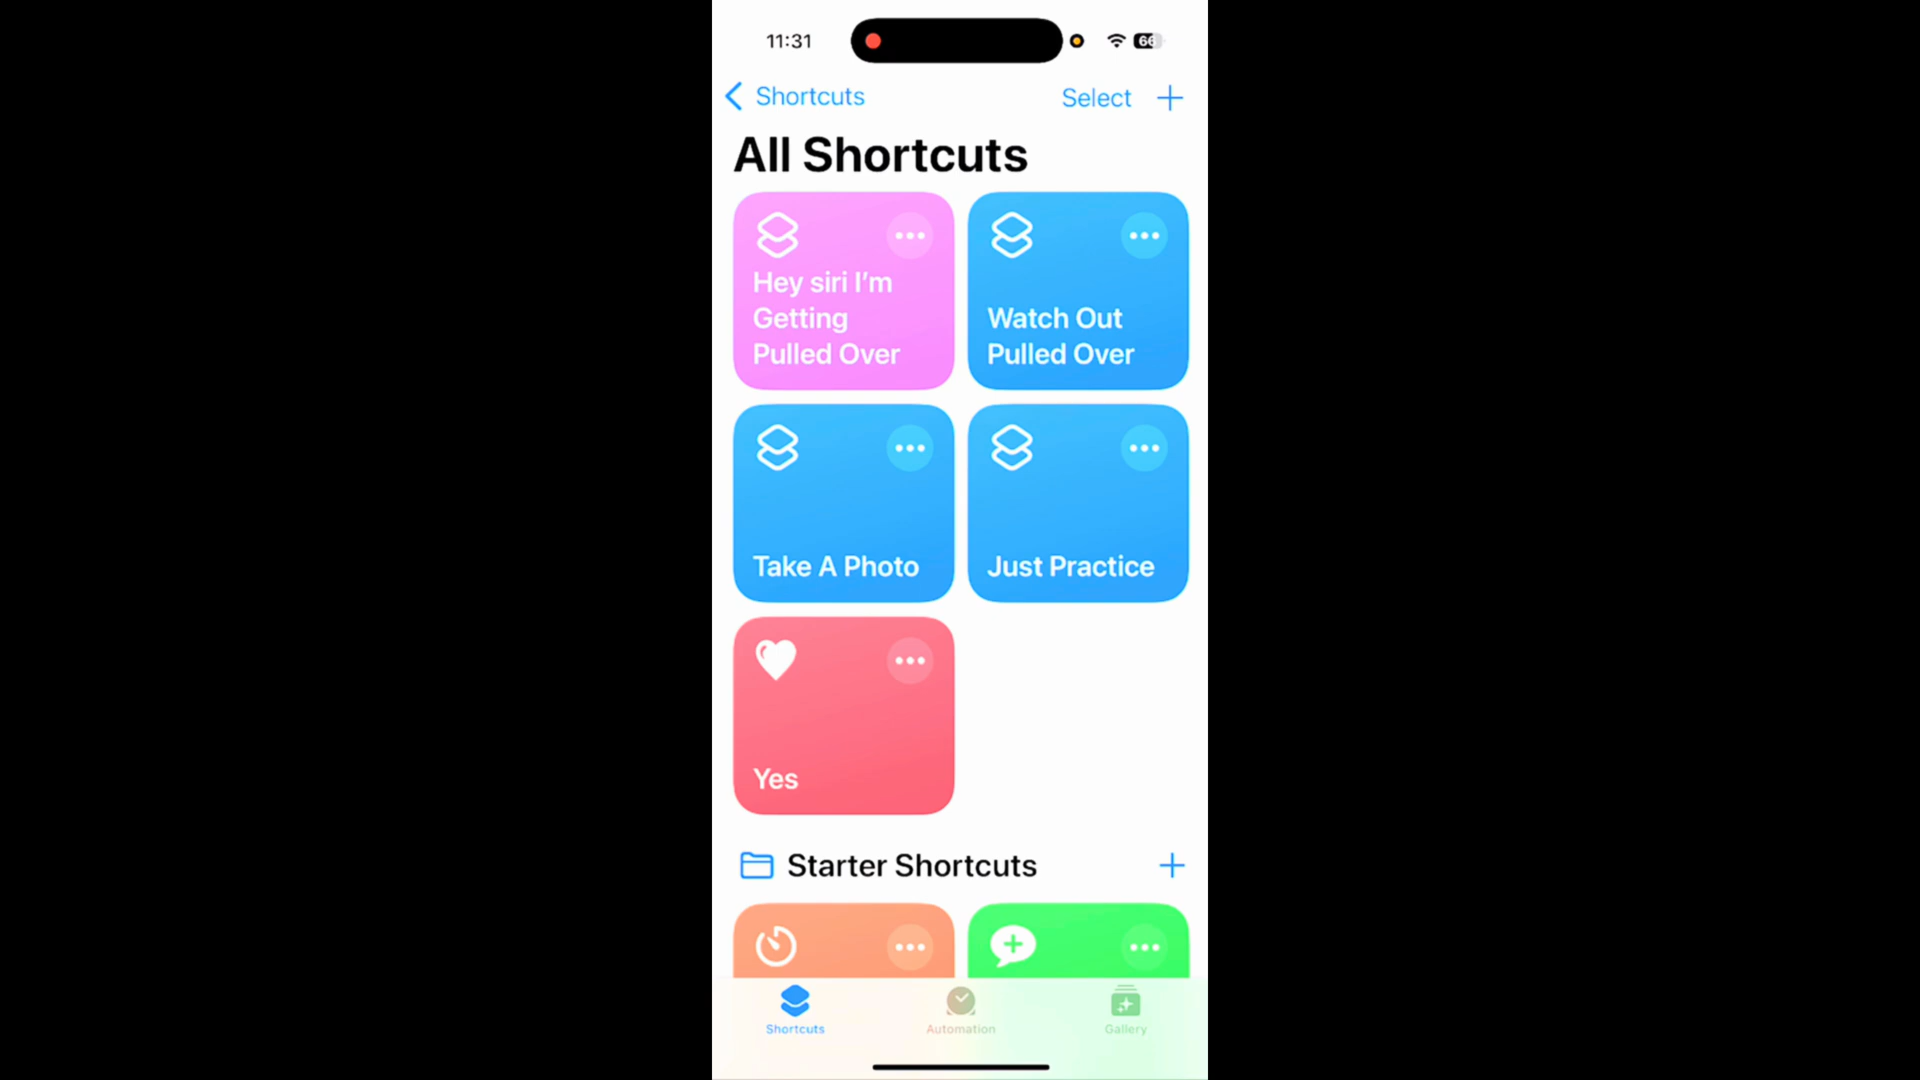 11:31
66
Shortcuts
Select
All Shortcuts
Hey siri I’m
Getting
Pulled Over
Watch Out
Pulled Over
Take A Photo
Just Practice
Yes
Starter Shortcuts
Shortcuts
Automation
Gallery